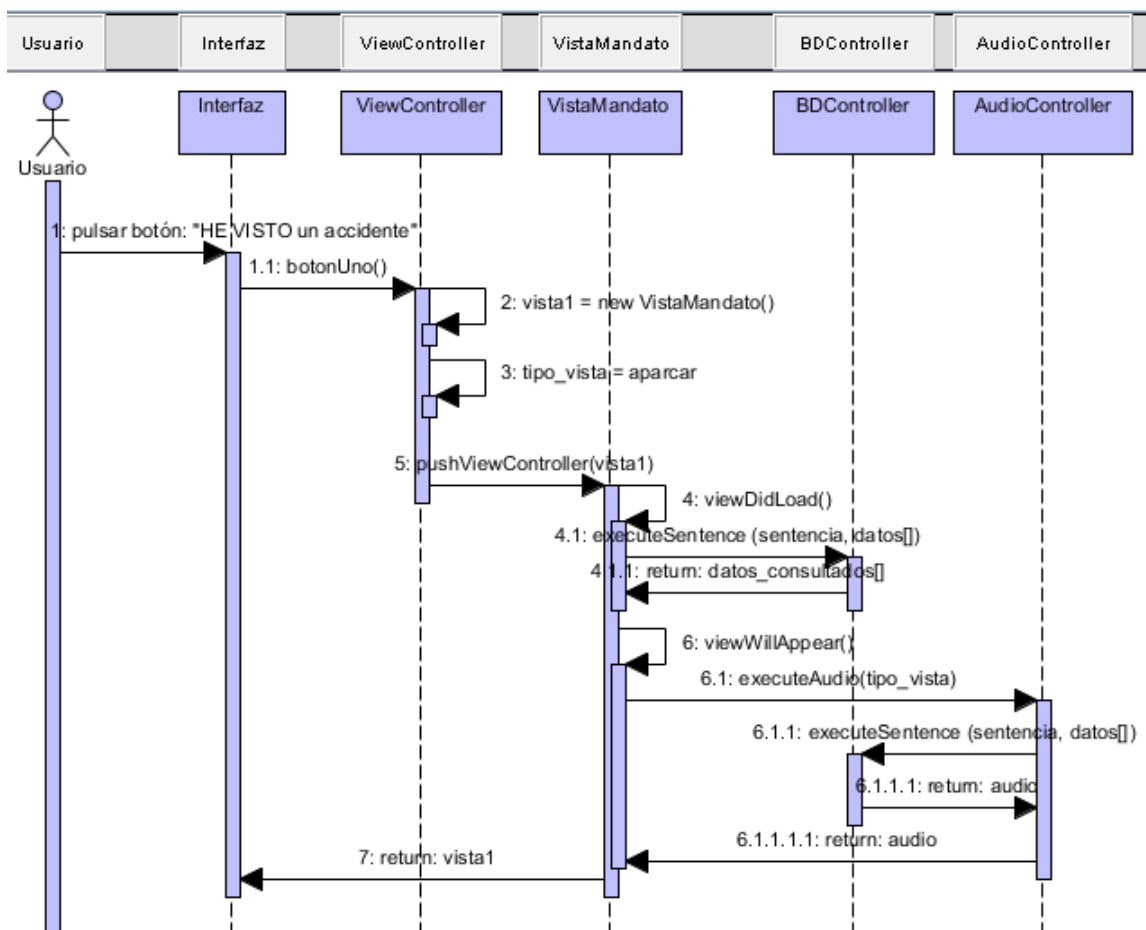 Usuario Interfaz ViewController VistaMandato BDController AudioController
Interfaz ViewController VistaMandato BDController AudioController
Usuario
1: pulsar botón: "HE VISTO un accidente"
1.1: botonUno()
2: vista1 = new VistaMandato()
3: tipo_vista = aparcar
5: pushViewController(vista1)
4: viewDidLoad()
4.1: executeSentence (sentencia, datos[])
4.1.1: return: datos_consultados[]
6: viewWillAppear()
6.1: executeAudio(tipo_vista)
6.1.1: executeSentence (sentencia, datos[])
6.1.1.1: return: audio
6.1.1.1.1: return: audio
7: return: vista1